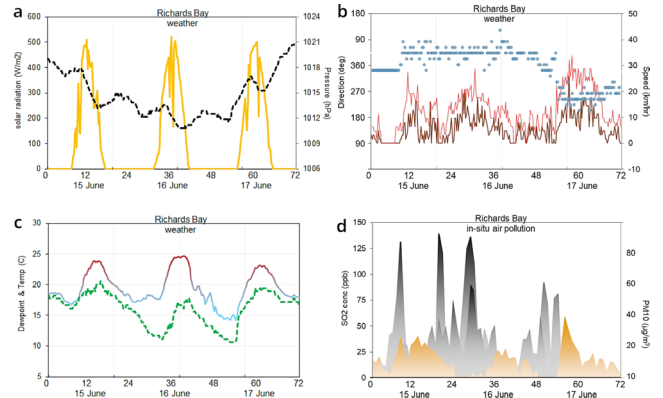 a
Richards Bay
weather
solar radiation (W/m2)
600
500
400
300
200
100
0
Pressure (hPa)
1024
1021
1018
1015
1012
1009
1006
0 12 24 36 48 60 72
15 June 16 June 17 June
b
Richards Bay
weather
Direction (deg)
180
90
360
270
180
90
Speed (km/hr)
50
40
30
20
10
0
-10
0 12 24 36 48 60 72
15 June 16 June 17 June
c
Richards Bay
weather
Dewpoint & Temp (C)
30
25
20
15
10
5
0 12 24 36 48 60 72
15 June 16 June 17 June
d
Richards Bay
in-situ air pollution
SO2 conc (ppb)
150
125
100
75
50
25
0
PM10 (µg/m³)
80
60
40
20
10
0 12 24 36 48 60 72
15 June 16 June 17 June